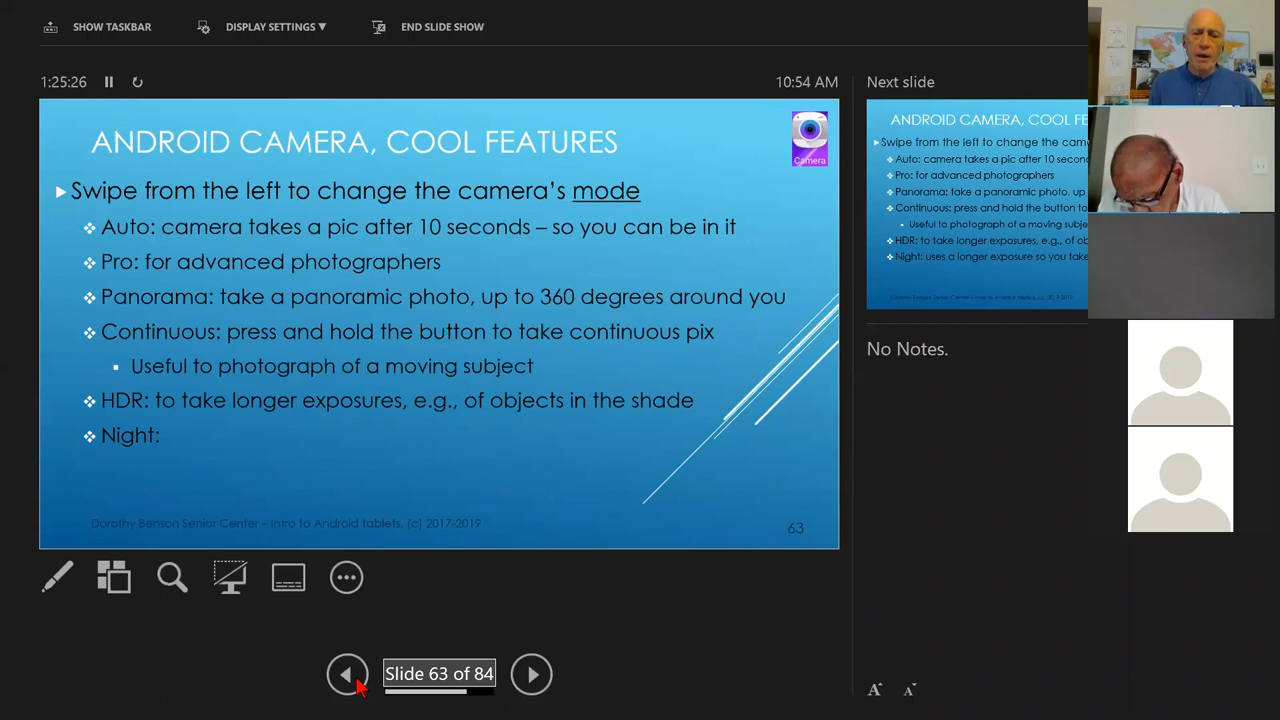 SHOW TASKBAR
DISPLAY SETTINGS ▼
END SLIDE SHOW
1:25:26
10:54 AM
ANDROID CAMERA, COOL FEATURES
Camera
Swipe from the left to change the camera's mode
Auto: camera takes a pic after 10 seconds – so you can be in it
Pro: for advanced photographers
Panorama: take a panoramic photo, up to 360 degrees around you
Continuous: press and hold the button to take continuous pix
Useful to photograph of a moving subject
HDR: to take longer exposures, e.g., of objects in the shade
Night:
Dorothy Benson Senior Center – Intro to Android tablets, (c) 2017-2019
63
Slide 63 of 84
Next slide
ANDROID CAMERA, COOL FE
Swipe from the left to change the cam
Auto: camera takes a pic after 10 second
Pro: for advanced photographers
Panorama: take a panoramic photo, up
Continuous: press and hold the button to
Useful to photograph of a moving subje
HDR: to take longer exposures, e.g., of ob
Night: uses a longer exposure so you take
No Notes.
A A